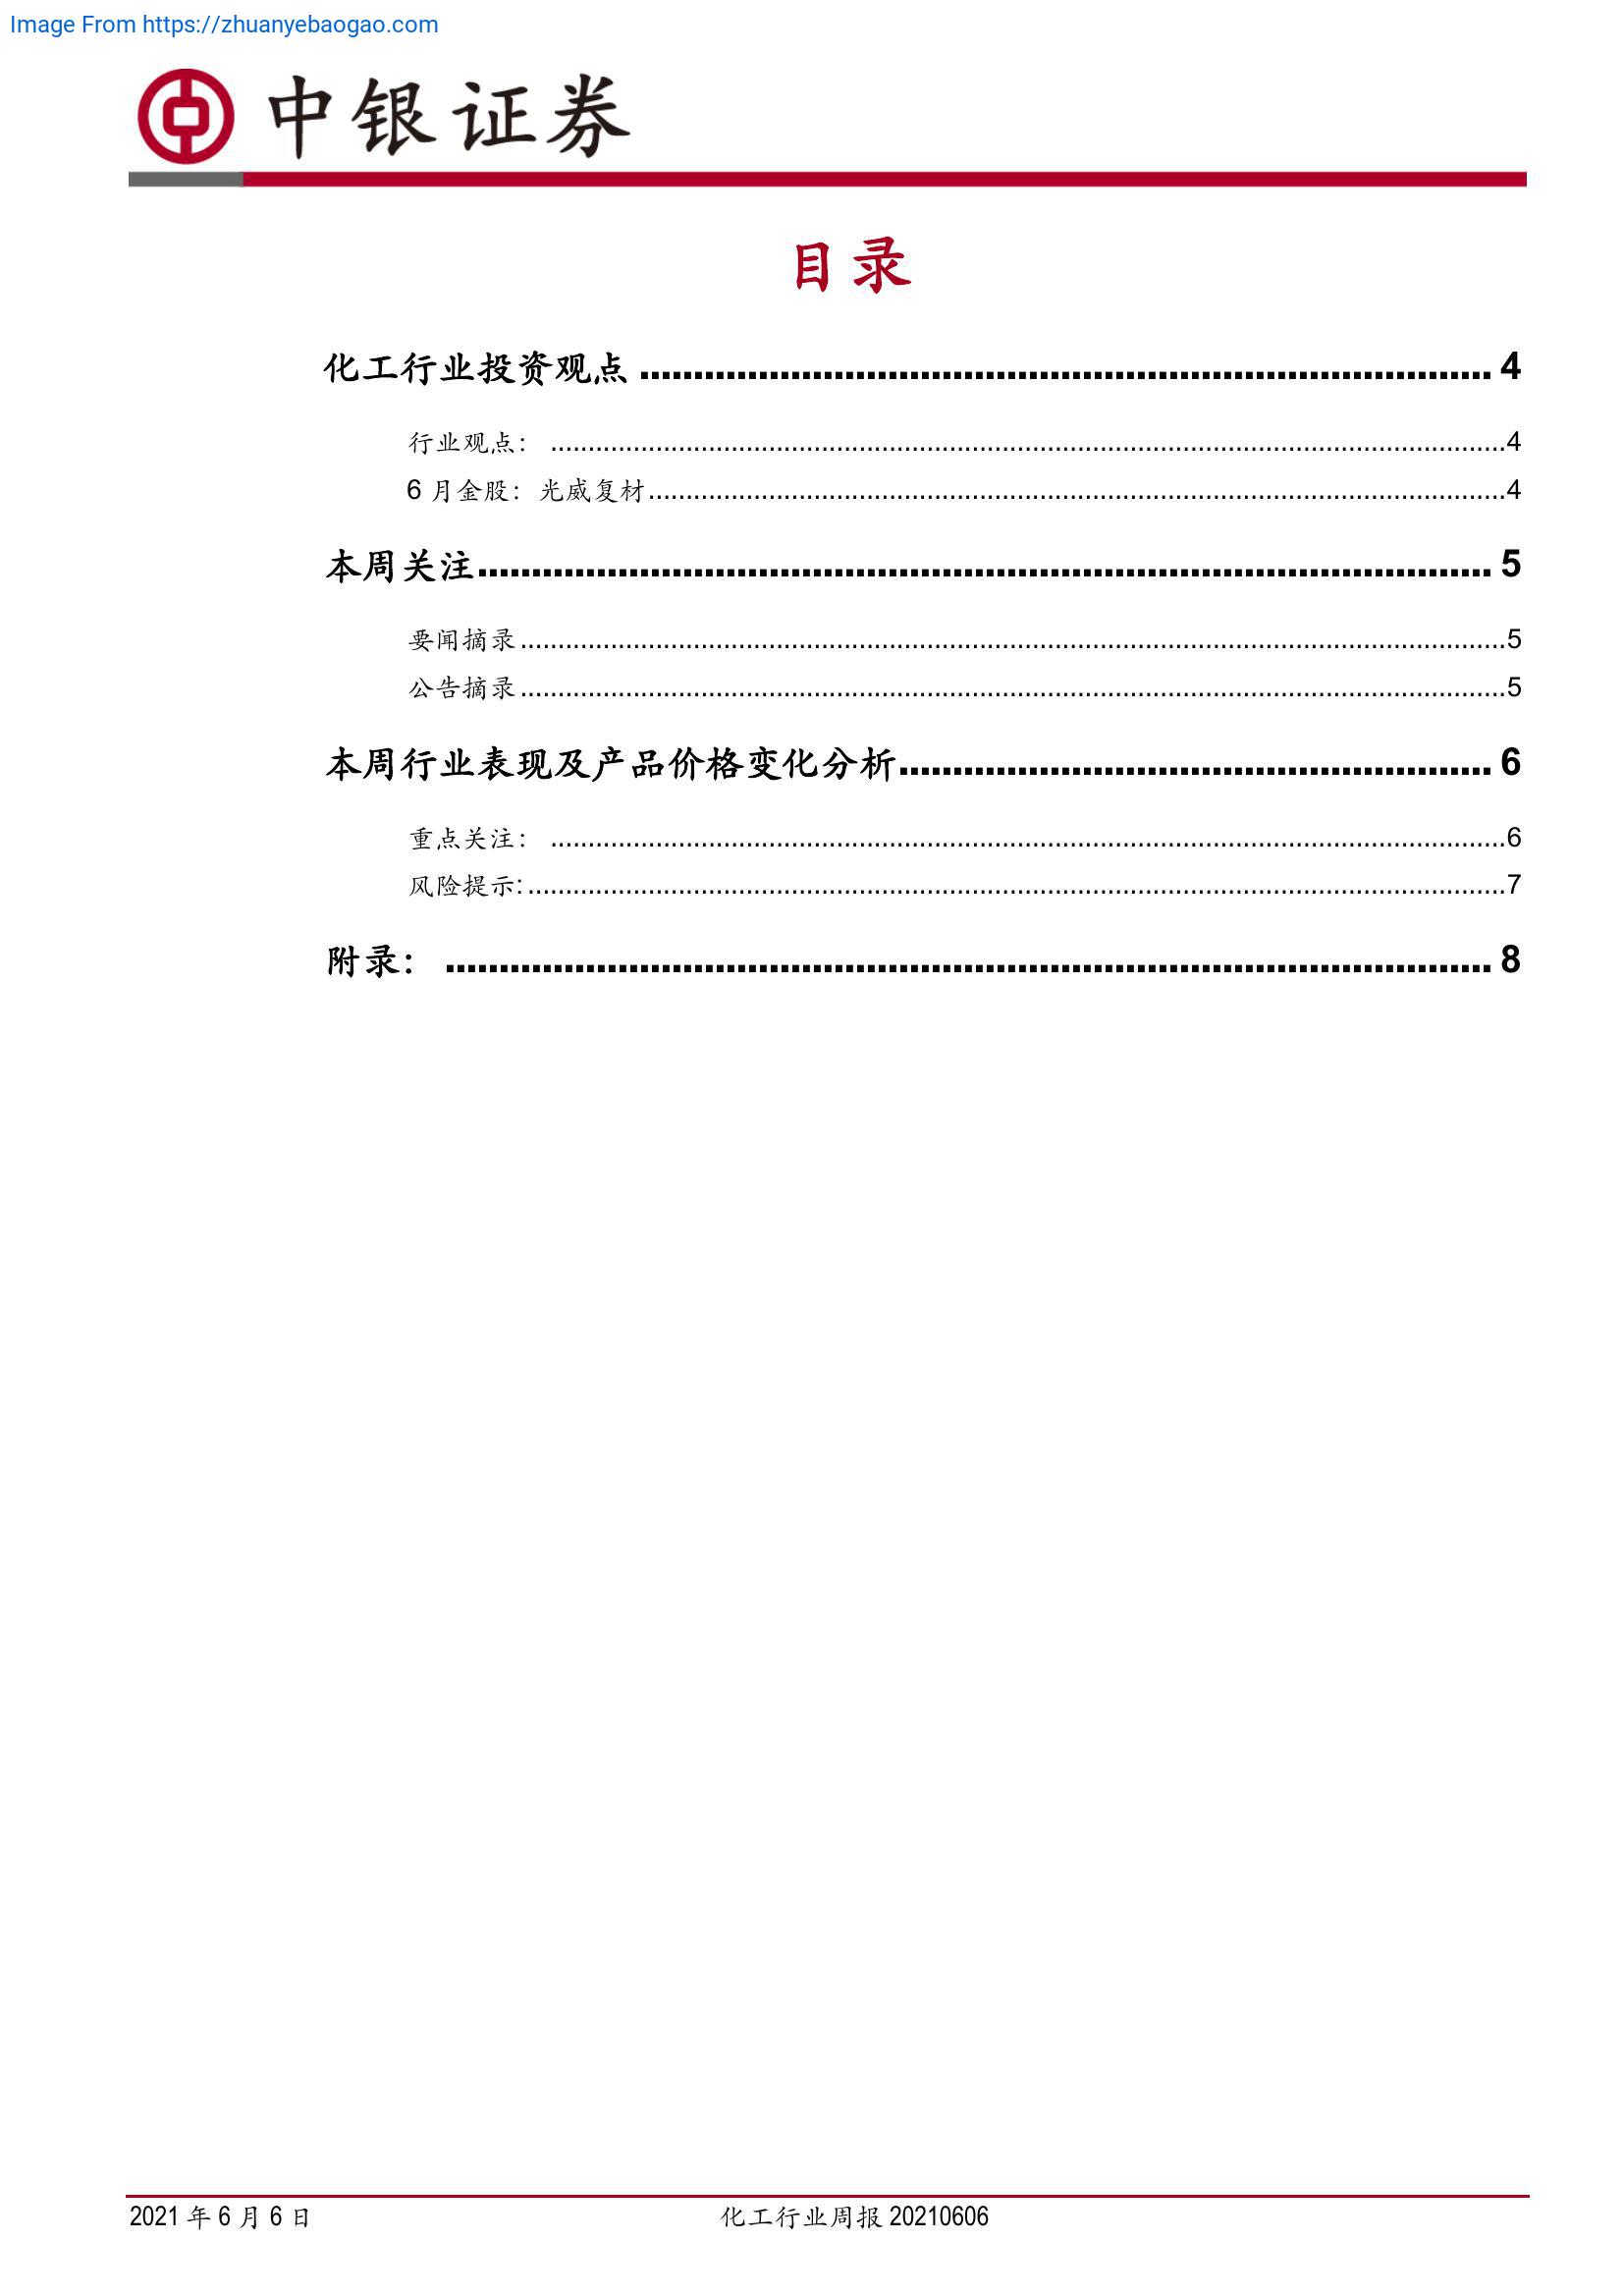 Image From https://zhuanyebaogao.com
中银证券
目录
化工行业投资观点 ........................................................................ 4
行业观点： ........................................................................ 4
6 月金股：光威复材........................................................................ 4
本周关注........................................................................ 5
要闻摘录........................................................................ 5
公告摘录........................................................................ 5
本周行业表现及产品价格变化分析........................................................................ 6
重点关注： ........................................................................ 6
风险提示:........................................................................ 7
附录： ........................................................................ 8
2021 年 6 月 6 日 化工行业周报 20210606